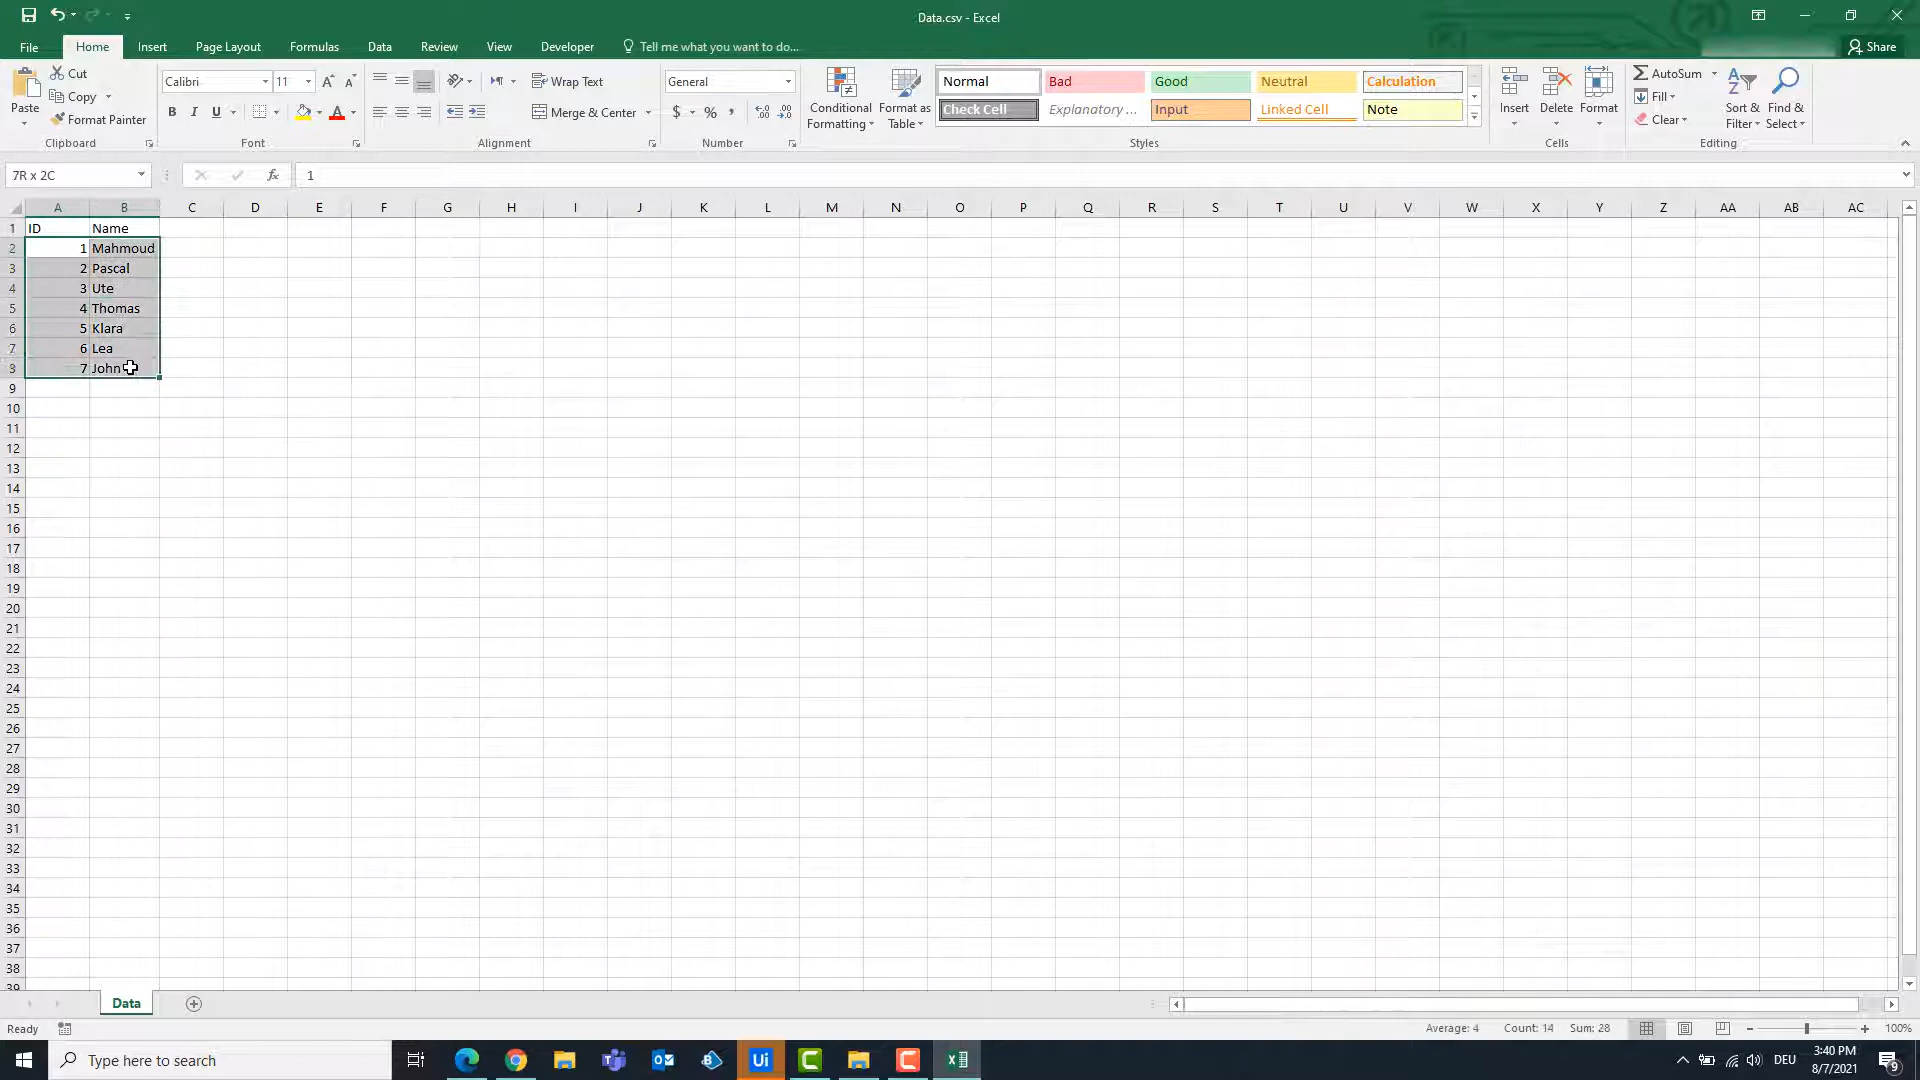 Data.csv - Excel
File Home Insert Page Layout Formulas Data Review View Developer Tell me what you want to do... Share
Paste Cut Copy Format Painter Clipboard
Calibri 11 B I U Font
Wrap Text Merge & Center Alignment
General $ % , Number
Conditional Formatting Format as Table
Normal Bad Good Neutral Calculation
Check Cell Explanatory ... Input Linked Cell Note
Styles
Insert Delete Format Cells
AutoSum Fill Clear Sort & Filter Find & Select Editing
7R x 2C fx 1
A B C D E F G H I J K L M N O P Q R S T U V W X Y Z AA AB AC
1 ID Name
2 1 Mahmoud
3 2 Pascal
4 3 Ute
5 4 Thomas
6 5 Klara
7 6 Lea
8 7 John
9
10
11
12
13
14
15
16
17
18
19
20
21
22
23
24
25
26
27
28
29
30
31
32
33
34
35
36
37
38
39
Data
Ready Average: 4 Count: 14 Sum: 28 100%
Type here to search Ui DEU 3:40 PM
8/7/2021 9